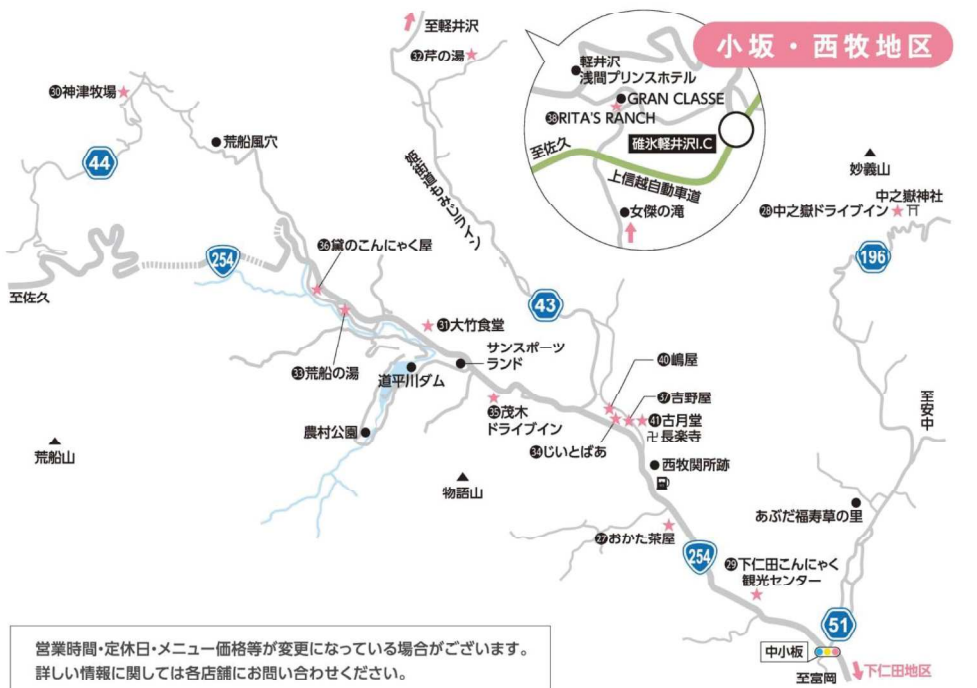 小坂・西牧地区
至軽井沢
㉜芹の湯
軽井沢
浅間プリンスホテル
GRAN CLASSE
㊳RITA'S RANCH
碓氷軽井沢I.C
至佐久
上信越自動車道
女傑の滝
㉚神津牧場
荒船風穴
44
姫街道もみじライン
妙義山
中之嶽神社
㉘中之嶽ドライブイン
196
254
㊱黛のこんにゃく屋
至佐久
43
㉛大竹食堂
サンスポーツ
ランド
㉝荒船の湯
道平川ダム
㊵嶋屋
㊲吉野屋
㊶古月堂
卍長楽寺
㉟茂木
ドライブイン
㉞じいとばあ
至安中
農村公園
荒船山
物語山
西牧関所跡
あぶだ福寿草の里
㉗おかた茶屋
254
㉙下仁田こんにゃく
観光センター
51
中小坂
至富岡
下仁田地区
営業時間・定休日・メニュー価格等が変更になっている場合がございます。
詳しい情報に関しては各店舗にお問い合わせください。